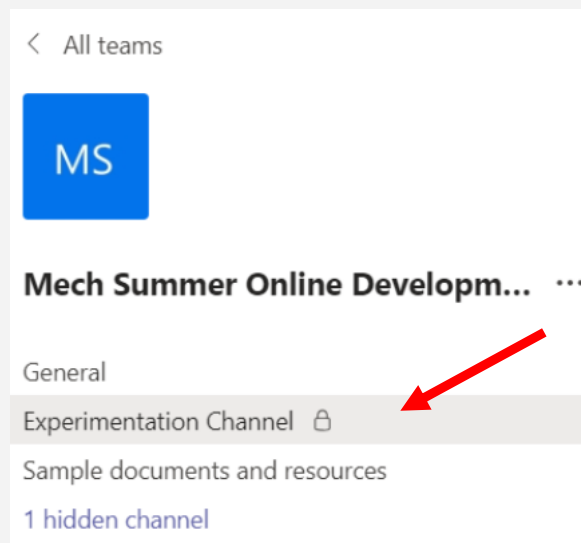 All teams
MS
Mech Summer Online Developm... ...
General
Experimentation Channel
Sample documents and resources
1 hidden channel